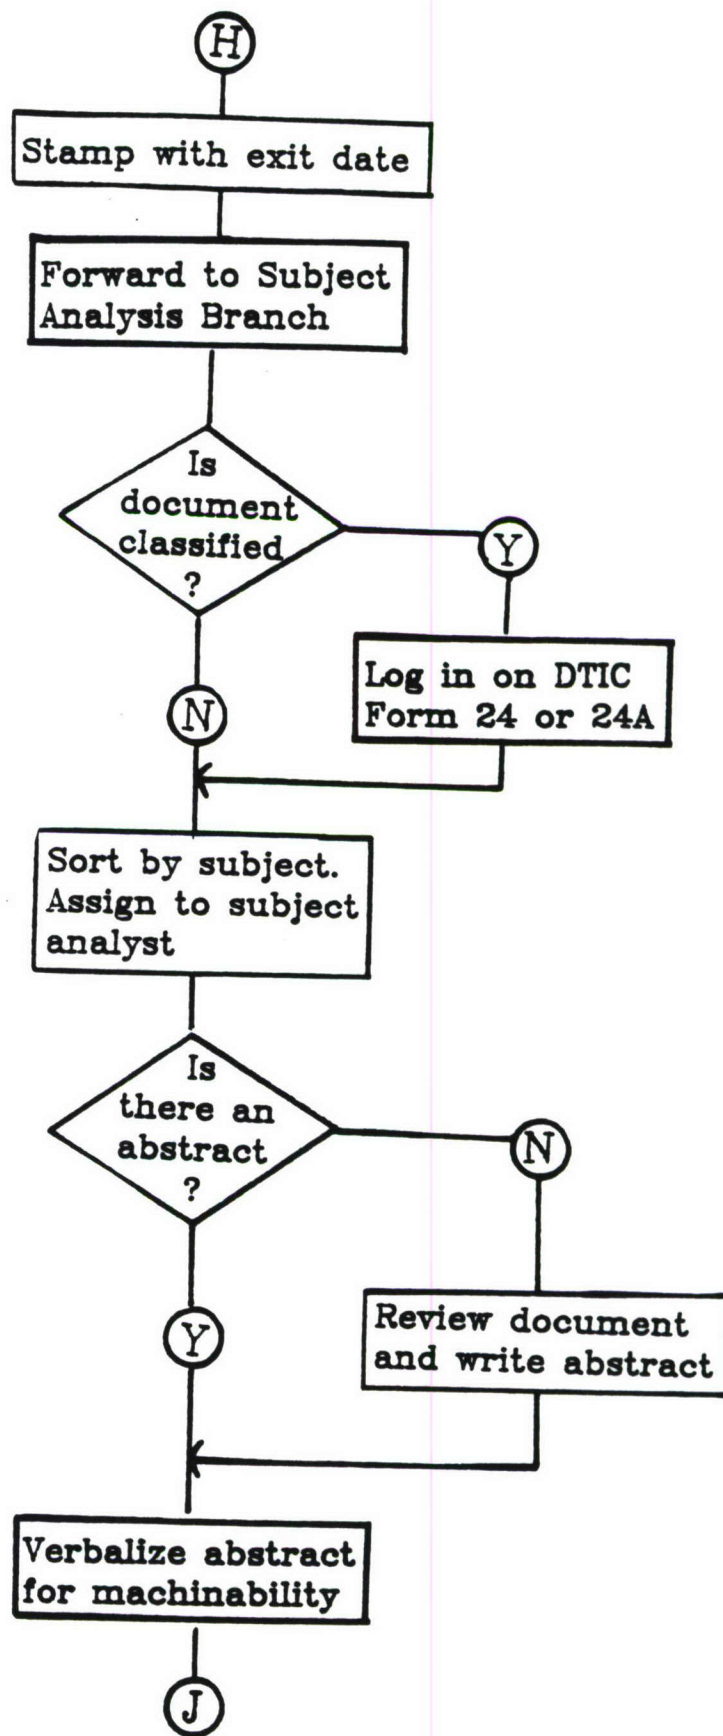 H
Stamp with exit date
Forward to Subject
Analysis Branch
Is
document
classified
?
Y
Log in on DTIC
Form 24 or 24A
N
Sort by subject.
Assign to subject
analyst
Is
there an
abstract
?
N
Review document
and write abstract
Y
Verbalize abstract
for machinability
J